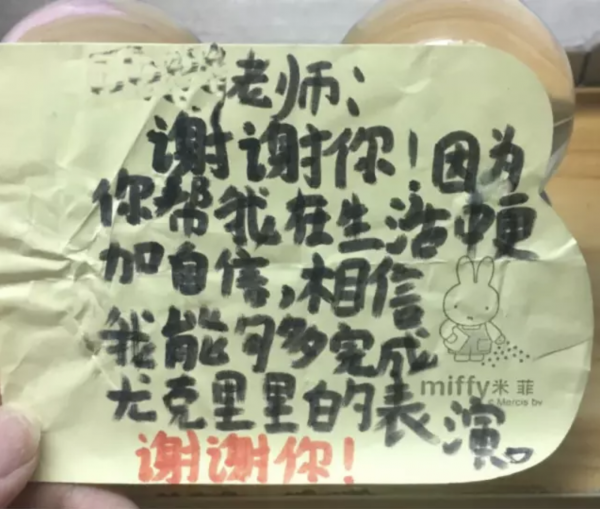 老师：
谢谢你！因为
你帮我在生活中更
加自信，相信
我能够多完成
尤克里里的表演。
谢谢你！
miffy米菲
© Mercis bv